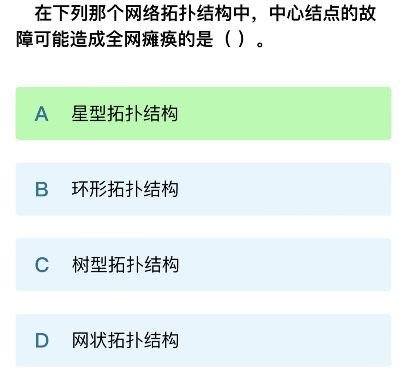 在下列那个网络拓扑结构中，中心结点的故
障可能造成全网瘫痪的是（ ）。
A 星型拓扑结构
B 环形拓扑结构
C 树型拓扑结构
D 网状拓扑结构